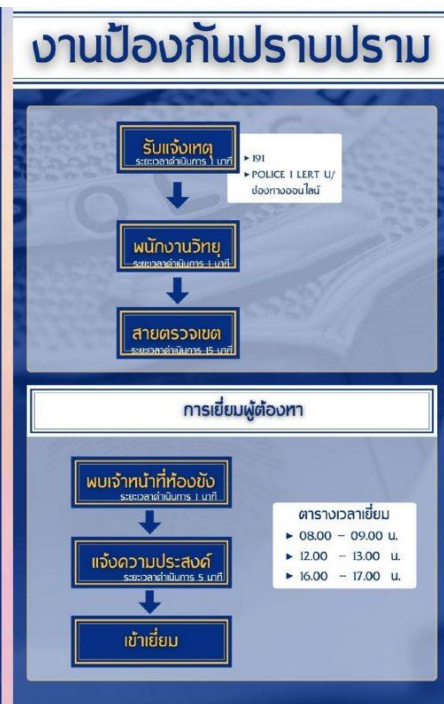 งานป้องกันปราบปราม
รับแจ้งเหตุ
ระยะเวลาดำเนินการ 1 นาที
▸ 191
▸ POLICE I LERT U/
ช่องทางออนไลน์
พนักงานวิทยุ
ระยะเวลาดำเนินการ 1 นาที
สายตรวจเขต
ระยะเวลาดำเนินการ 15 นาที
การเยี่ยมผู้ต้องหา
พบเจ้าหน้าที่ห้องขัง
ระยะเวลาดำเนินการ 1 นาที
แจ้งความประสงค์
ระยะเวลาดำเนินการ 5 นาที
เข้าเยี่ยม
ตารางเวลาเยี่ยม
▸ 08.00 – 09.00 น.
▸ 12.00 – 13.00 น.
▸ 16.00 – 17.00 น.